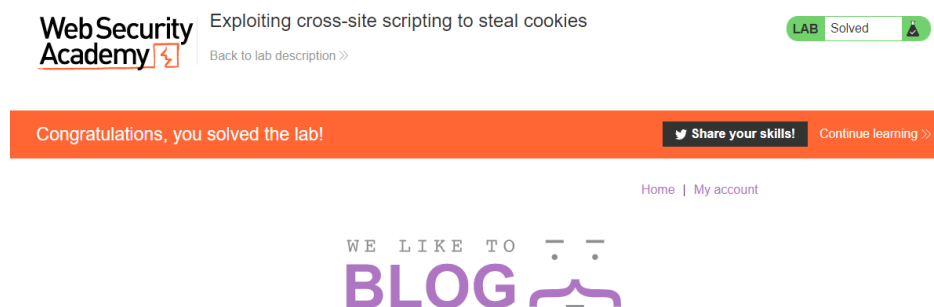 Web Security
Academy
Exploiting cross-site scripting to steal cookies
Back to lab description >>
LAB Solved
Congratulations, you solved the lab!
Share your skills! Continue learning >>
Home | My account
WE LIKE TO
BLOG